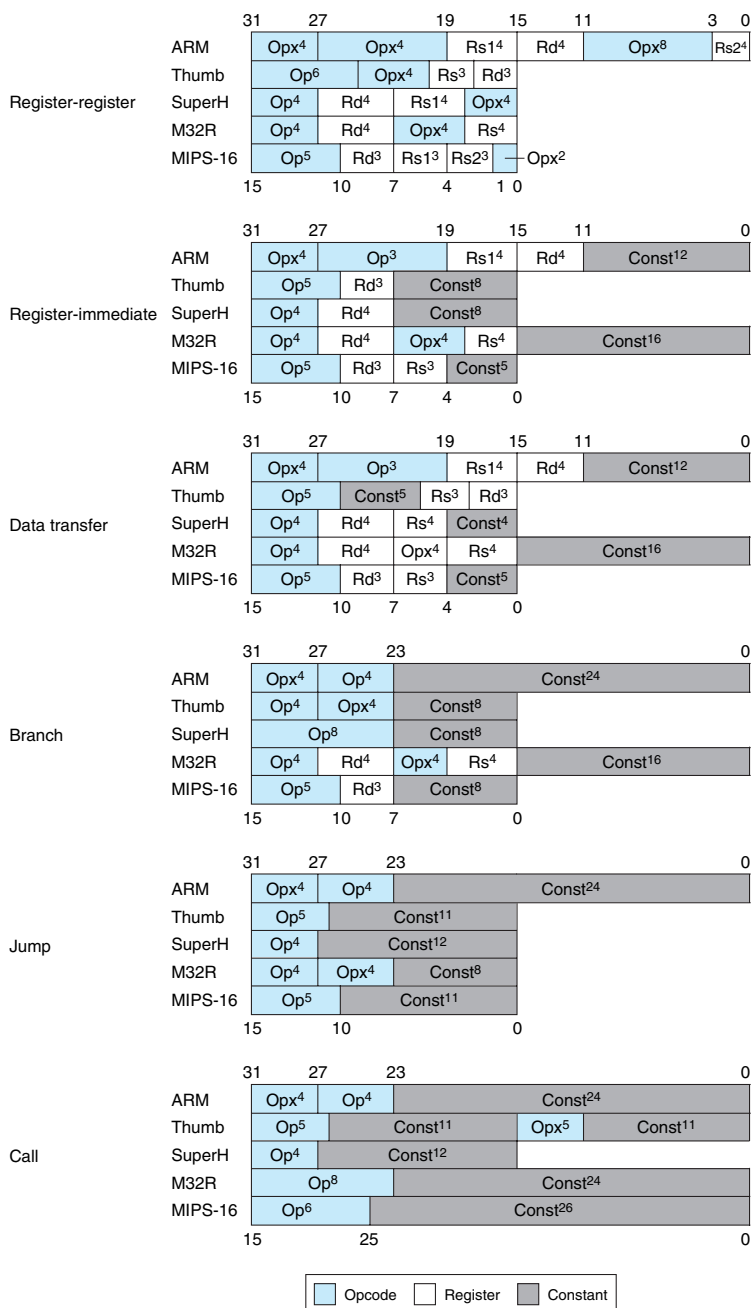 31 27 19 15 11 3 0
ARM Opx⁴ Opx⁴ Rs1⁴ Rd⁴ Opx⁸ Rs2⁴
Thumb Op⁶ Opx⁴ Rs³ Rd³
Register-register SuperH Op⁴ Rd⁴ Rs1⁴ Opx⁴
M32R Op⁴ Rd⁴ Opx⁴ Rs⁴
MIPS-16 Op⁵ Rd³ Rs1³ Rs2³ Opx²
15 10 7 4 1 0
31 27 19 15 11 0
ARM Opx⁴ Op³ Rs1⁴ Rd⁴ Const¹²
Thumb Op⁵ Rd³ Const⁸
Register-immediate SuperH Op⁴ Rd⁴ Const⁸
M32R Op⁴ Rd⁴ Opx⁴ Rs⁴ Const¹⁶
MIPS-16 Op⁵ Rd³ Rs³ Const⁵
15 10 7 4 0
31 27 19 15 11 0
ARM Opx⁴ Op³ Rs1⁴ Rd⁴ Const¹²
Thumb Op⁵ Const⁵ Rs³ Rd³
Data transfer SuperH Op⁴ Rd⁴ Rs⁴ Const⁴
M32R Op⁴ Rd⁴ Opx⁴ Rs⁴ Const¹⁶
MIPS-16 Op⁵ Rd³ Rs³ Const⁵
15 10 7 4 0
31 27 23 0
ARM Opx⁴ Op⁴ Const²⁴
Thumb Op⁴ Opx⁴ Const⁸
Branch SuperH Op⁸ Const⁸
M32R Op⁴ Rd⁴ Opx⁴ Rs⁴ Const¹⁶
MIPS-16 Op⁵ Rd³ Const⁸
15 10 7 0
31 27 23 0
ARM Opx⁴ Op⁴ Const²⁴
Thumb Op⁵ Const¹¹
Jump SuperH Op⁴ Const¹²
M32R Op⁴ Opx⁴ Const⁸
MIPS-16 Op⁵ Const¹¹
15 10 0
31 27 23 0
ARM Opx⁴ Op⁴ Const²⁴
Thumb Op⁵ Const¹¹ Opx⁵ Const¹¹
Call SuperH Op⁴ Const¹²
M32R Op⁸ Const²⁴
MIPS-16 Op⁶ Const²⁶
15 25 0
Opcode Register Constant